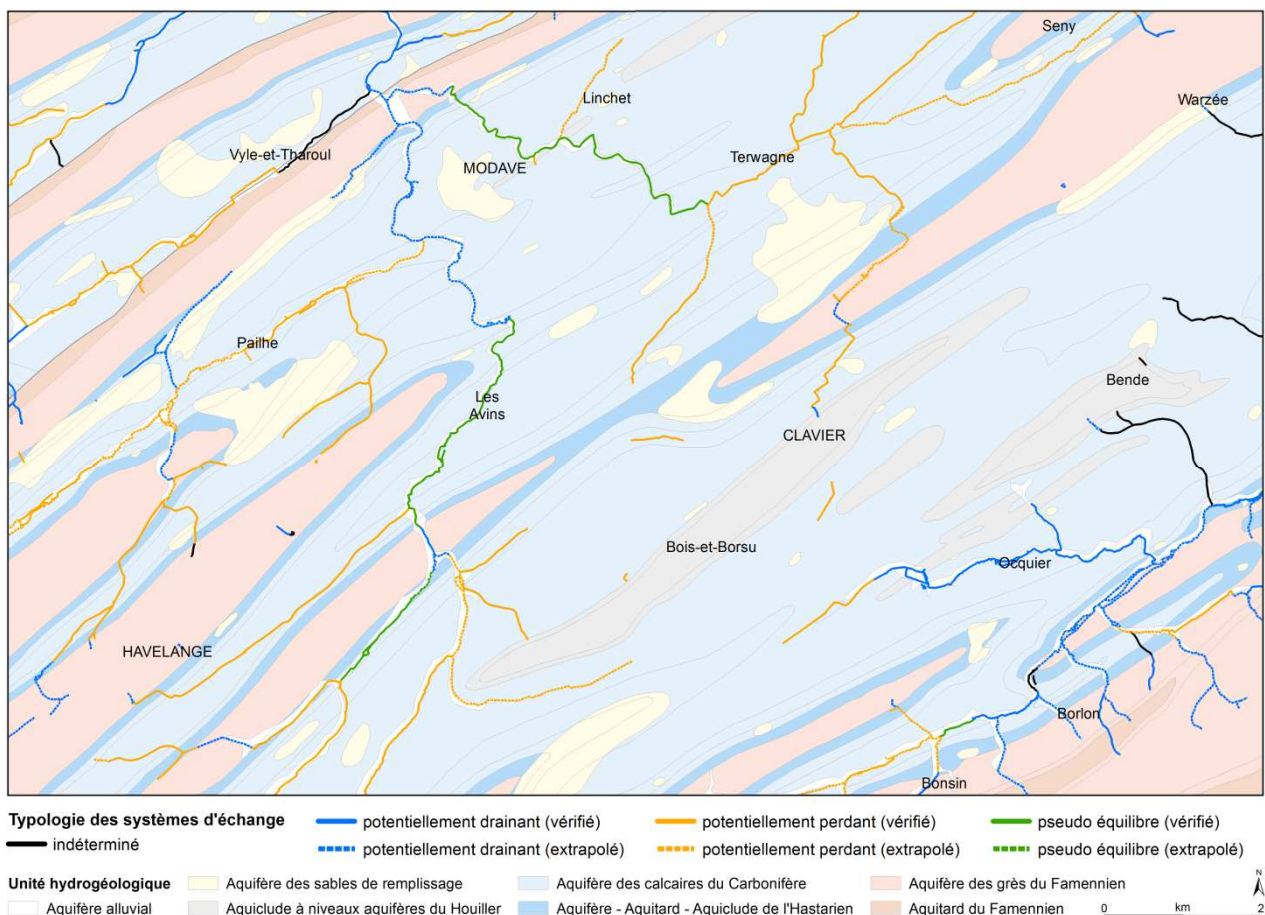 Seny
Linchet
Warzée
Vyle-et-Tharoul
MODAVE
Terwagne
Pailhe
Bende
Les
Avins
CLAVIER
Bois-et-Borsu
Ocquier
HAVELANGE
Borlon
Bonsin
Typologie des systèmes d'échange
potentiellement drainant (vérifié)
potentiellement perdant (vérifié)
pseudo équilibre (vérifié)
indéterminé
potentiellement drainant (extrapolé)
potentiellement perdant (extrapolé)
pseudo équilibre (extrapolé)
Unité hydrogéologique
Aquifère des sables de remplissage
Aquifère des calcaires du Carbonifère
Aquifère des grès du Famennien
N
Aquifère alluvial
Aquiclude à niveaux aquifères du Houiller
Aquifère - Aquitard - Aquiclude de l'Hastarien
Aquitard du Famennien
0 km 2